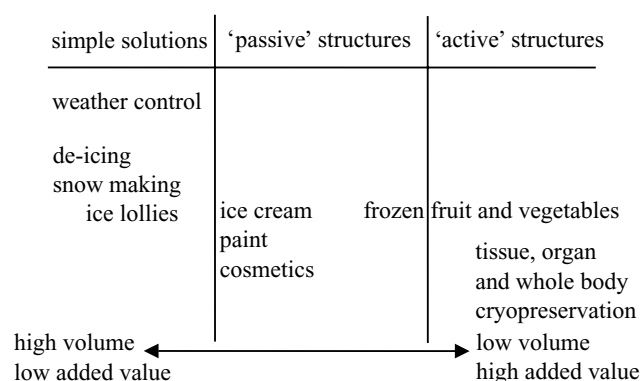 simple solutions ‘passive’ structures ‘active’ structures
weather control
de-icing
snow making
ice lollies ice cream frozen fruit and vegetables
paint
cosmetics
tissue, organ
and whole body
cryopreservation
high volume
low added value
low volume
high added value